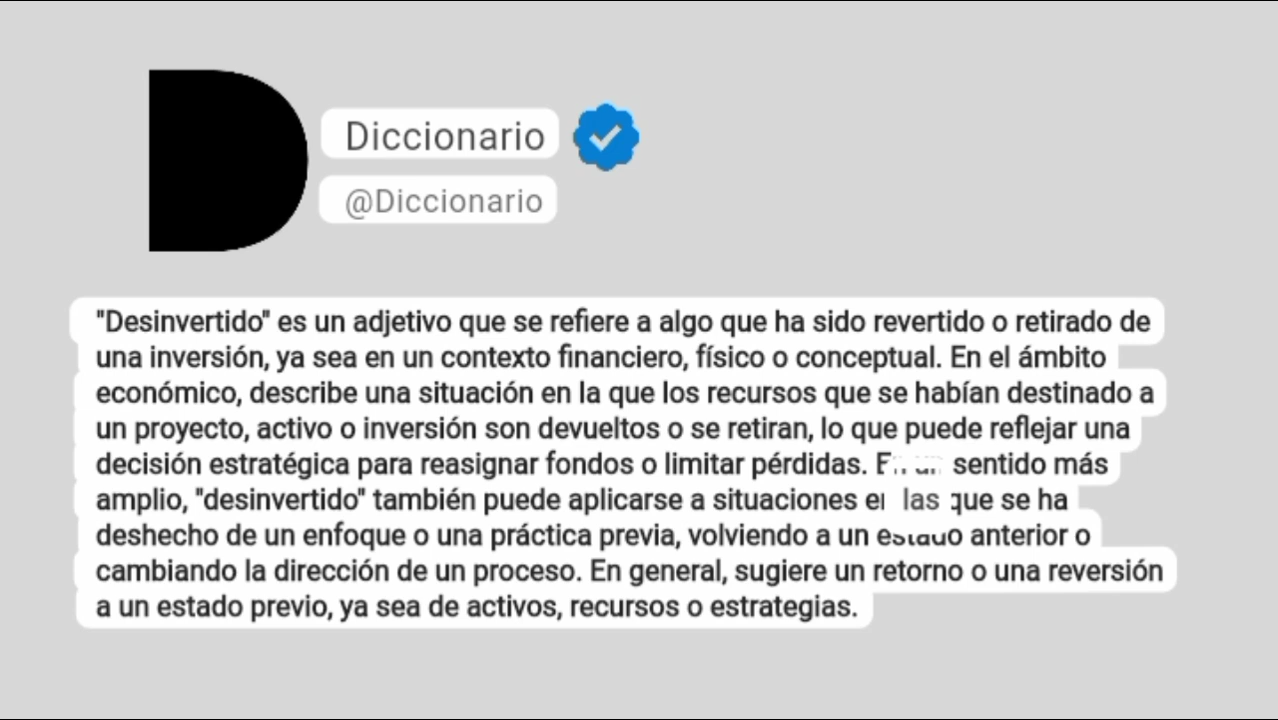 Diccionario
@Diccionario
"Desinvertido" es un adjetivo que se refiere a algo que ha sido revertido o retirado de
una inversión, ya sea en un contexto financiero, físico o conceptual. En el ámbito
económico, describe una situación en la que los recursos que se habían destinado a
un proyecto, activo o inversión son devueltos o se retiran, lo que puede reflejar una
decisión estratégica para reasignar fondos o limitar pérdidas. En un sentido más
amplio, "desinvertido" también puede aplicarse a situaciones en las que se ha
deshecho de un enfoque o una práctica previa, volviendo a un estado anterior o
cambiando la dirección de un proceso. En general, sugiere un retorno o una reversión
a un estado previo, ya sea de activos, recursos o estrategias.